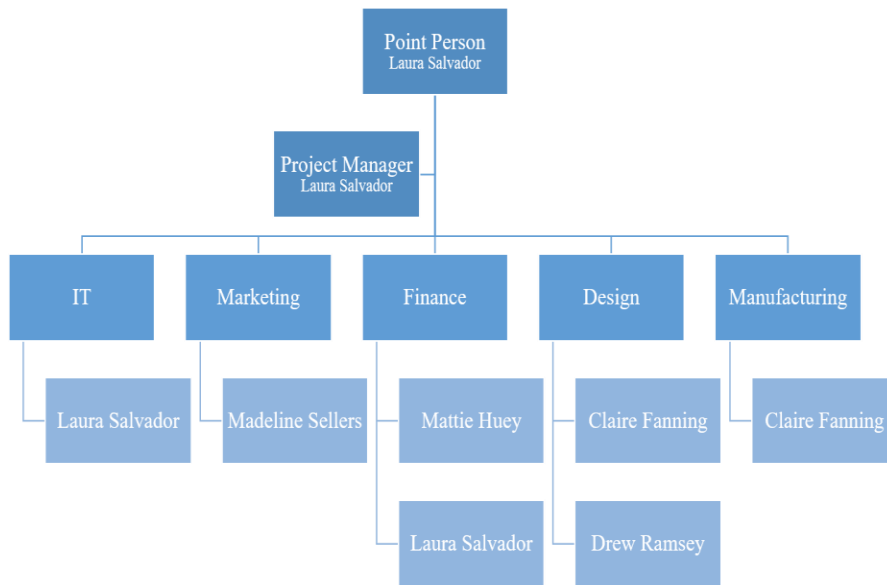 Point Person
Laura Salvador
Project Manager
Laura Salvador
IT
Marketing
Finance
Design
Manufacturing
Laura Salvador
Madeline Sellers
Mattie Huey
Claire Fanning
Claire Fanning
Laura Salvador
Drew Ramsey